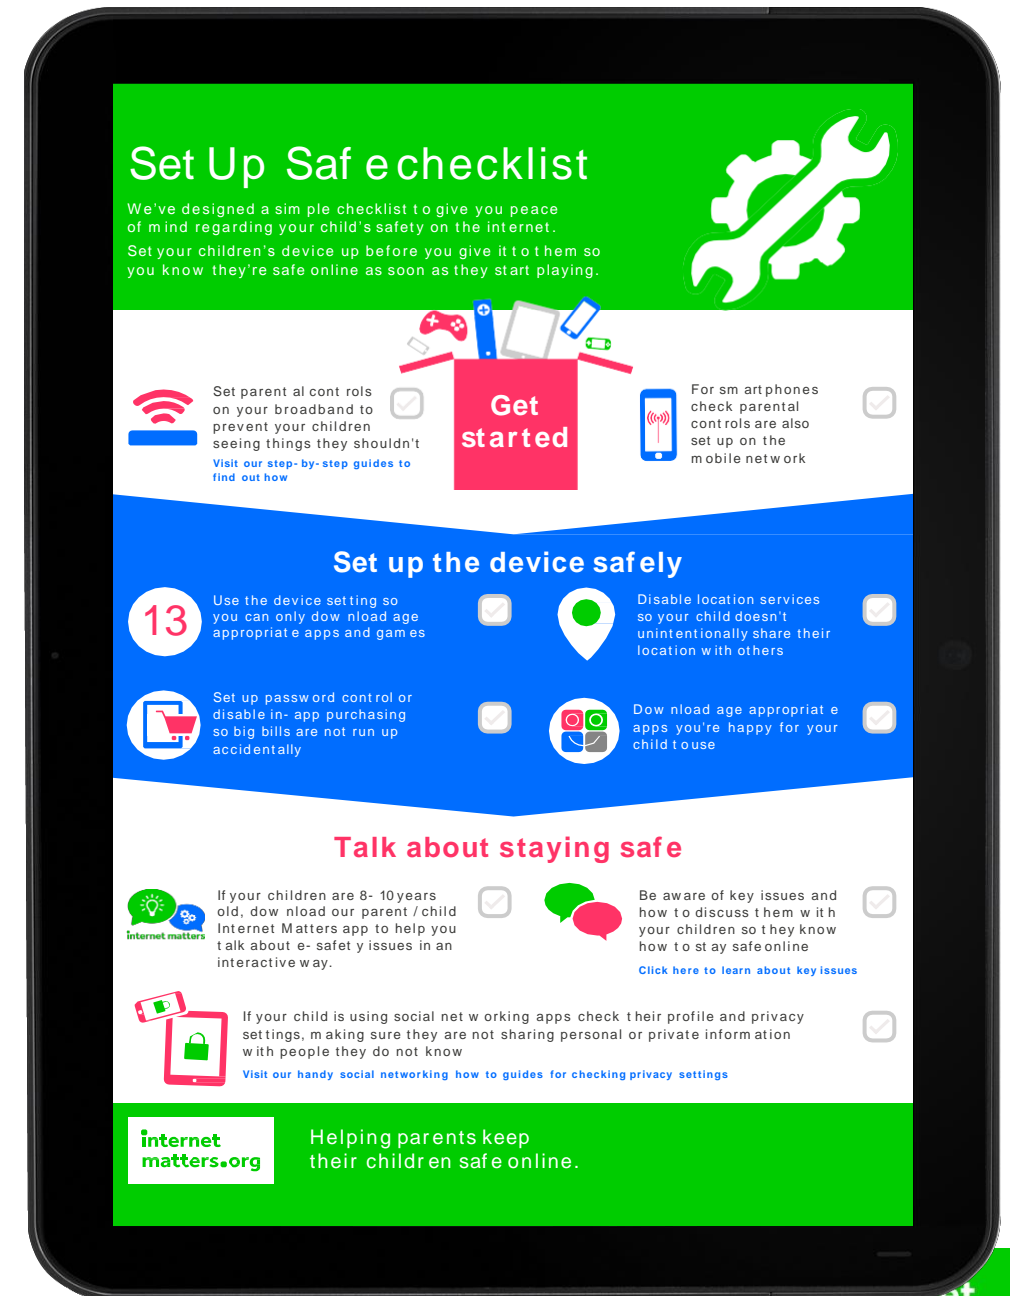 Set Up Safe checklist
We've designed a simple checklist to give you peace
of mind regarding your child's safety on the internet.
Set your children's device up before you give it to them so
you know they're safe online as soon as they start playing.
Set parental controls
on your broadband to
prevent your children
seeing things they shouldn't
Visit our step-by-step guides to
find out how
Get
started
For smartphones
check parental
controls are also
set up on the
mobile network
Set up the device safely
13
Use the device setting so
you can only download age
appropriate apps and games
Disable location services
so your child doesn't
unintentionally share their
location with others
Set up password control or
disable in-app purchasing
so big bills are not run up
accidentally
Download age appropriate
apps you're happy for your
child to use
Talk about staying safe
internet matters
If your children are 8-10 years
old, download our parent / child
Internet Matters app to help you
talk about e-safety issues in an
interactive way.
Be aware of key issues and
how to discuss them with
your children so they know
how to stay safe online
Click here to learn about key issues
If your child is using social networking apps check their profile and privacy
settings, making sure they are not sharing personal or private information
with people they do not know
Visit our handy social networking how to guides for checking privacy settings
internet
matters.org
Helping parents keep
their children safe online.